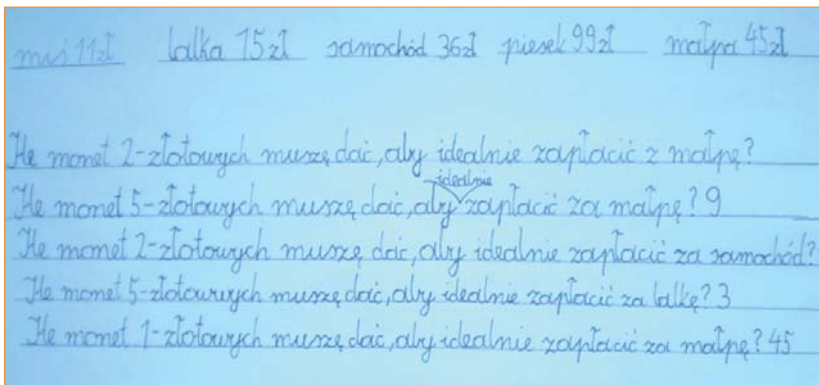 miś 11zł lalka 15zł samochód 36zł piesek 99zł małpa 45zł
Ile monet 2-złotowych muszę dać, aby idealnie zapłacić z małpę?
idealnie
Ile monet 5-złotowych muszę dać, aby zapłacić za małpę? 9
Ile monet 2-złotowych muszę dać, aby idealnie zapłacić za samochód?
Ile monet 5-złotowych muszę dać, aby idealnie zapłacić za lalkę? 3
Ile monet 1-złotowych muszę dać, aby idealnie zapłacić za małpę? 45